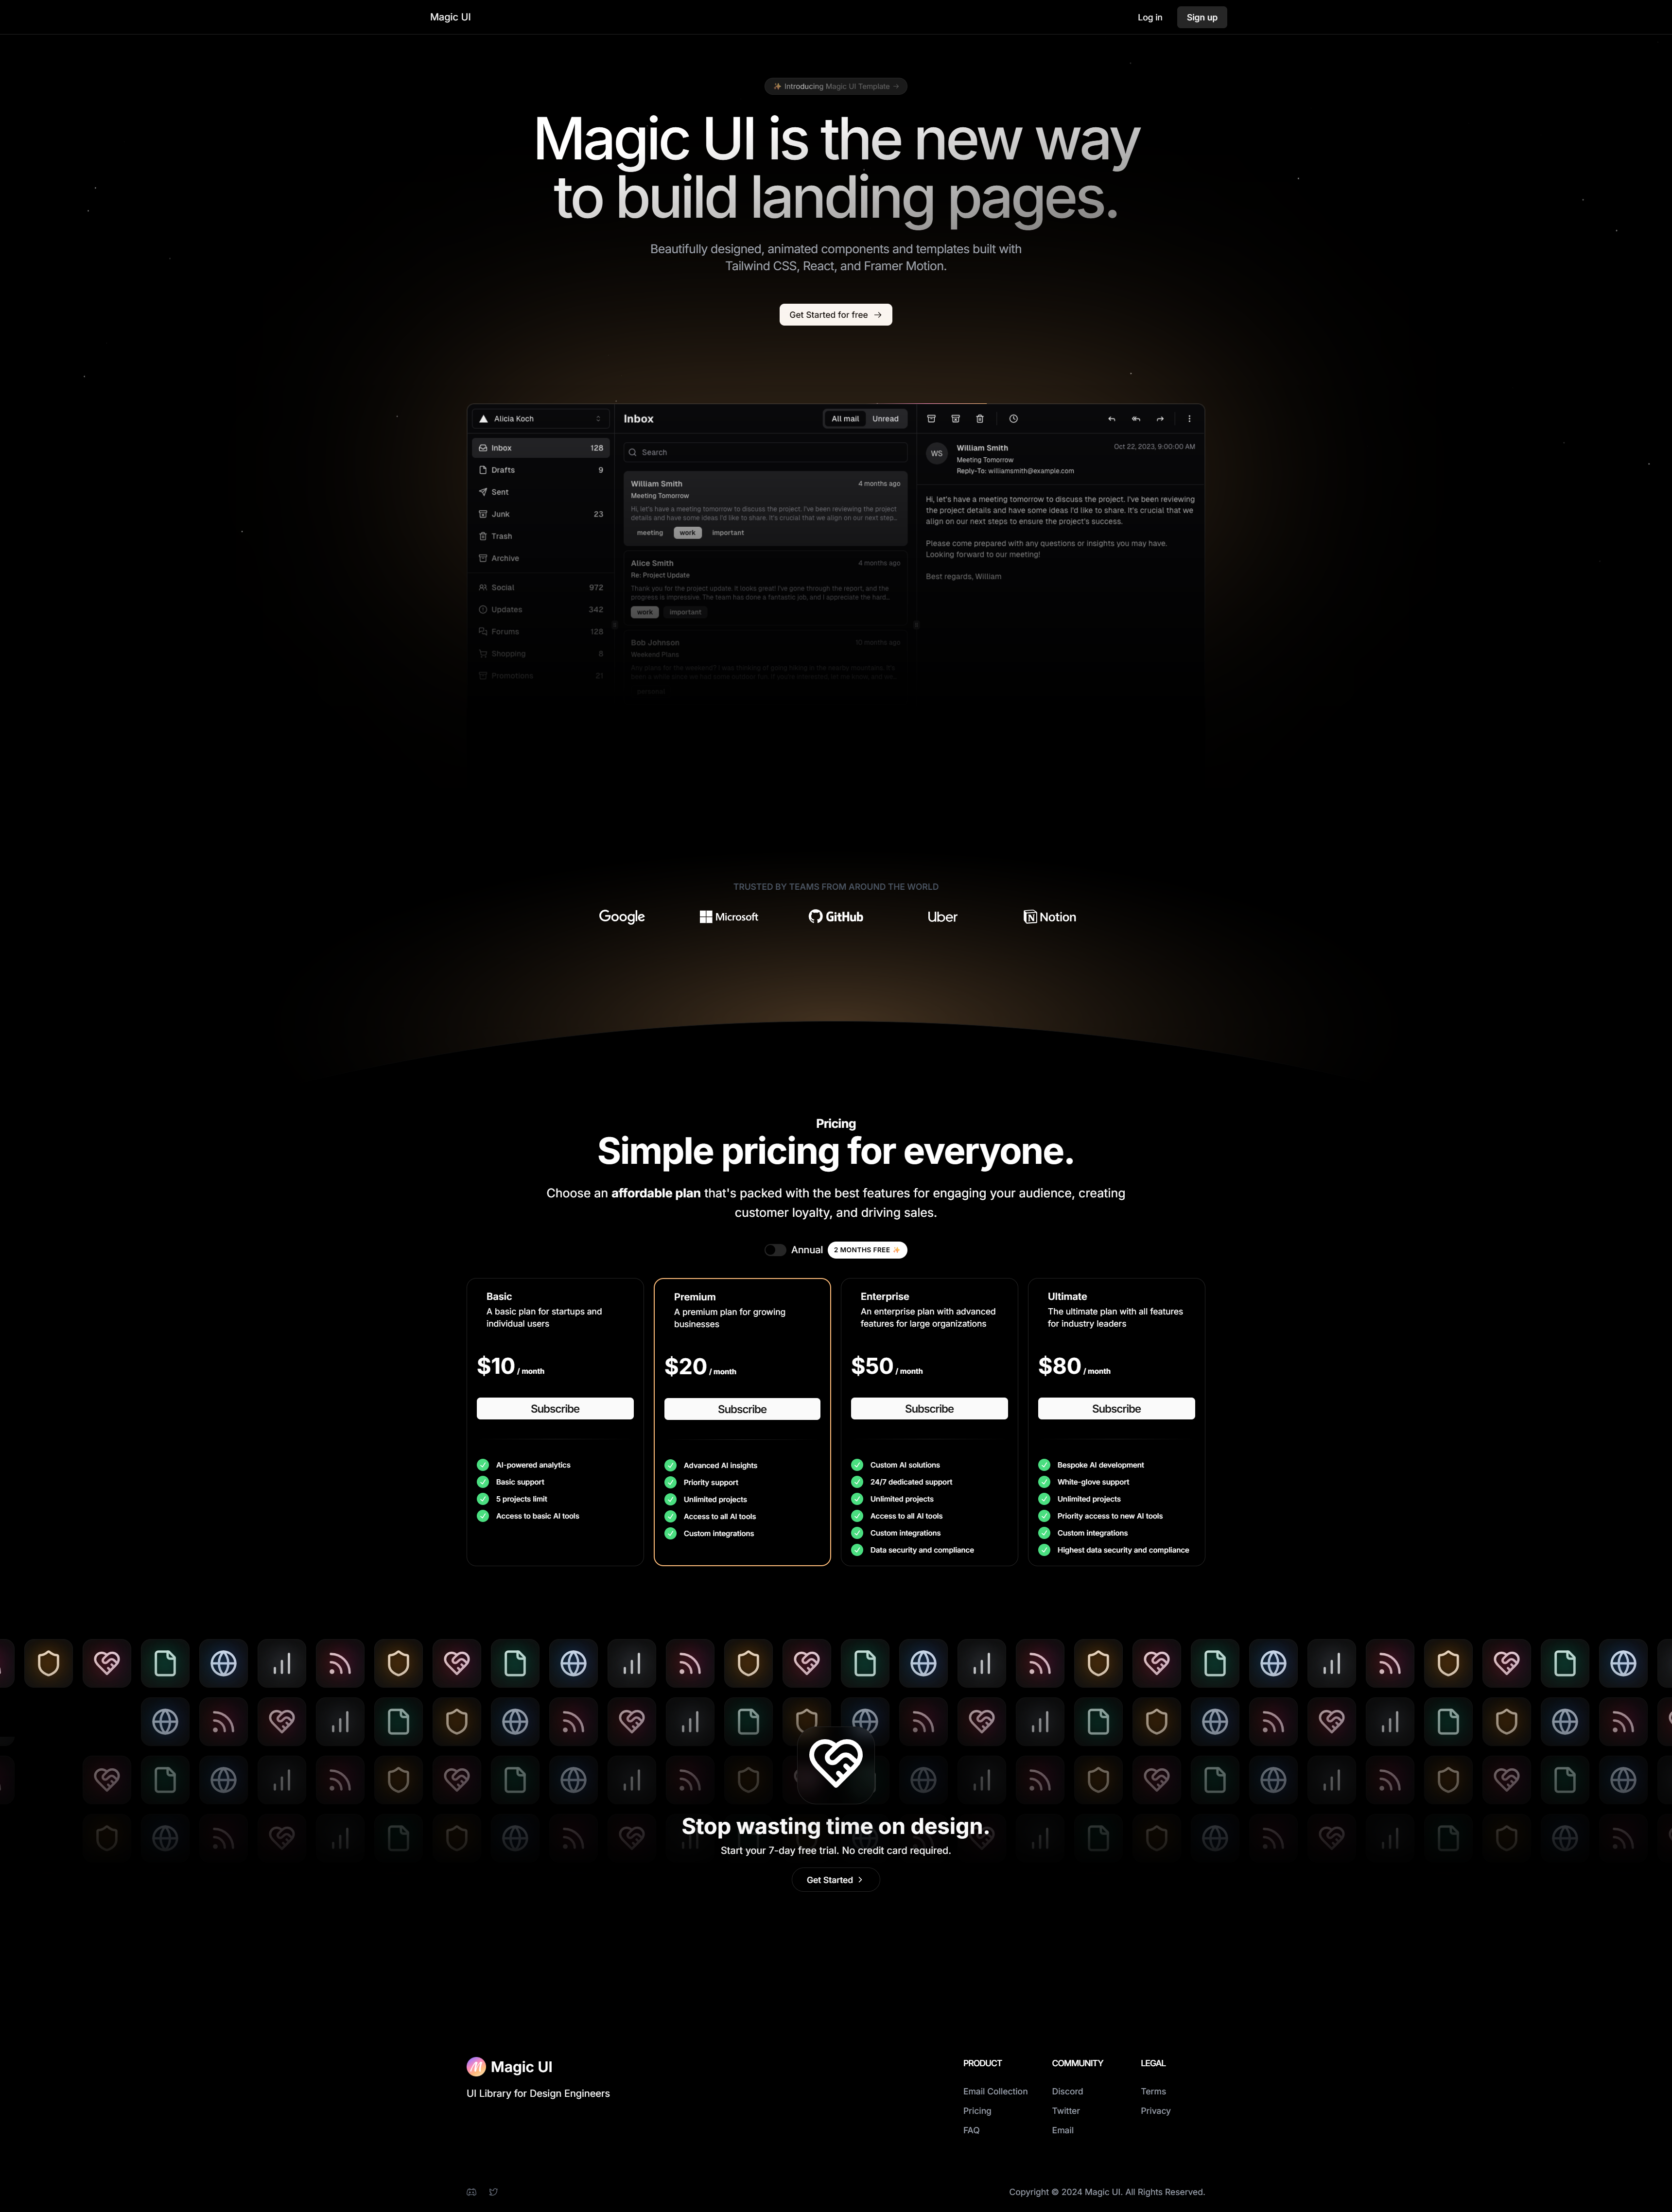 Magic UI
Log in
Sign up
✨ Introducing Magic UI Template →
Magic UI is the new way
to build landing pages.
Beautifully designed, animated components and templates built with
Tailwind CSS, React, and Framer Motion.
Get Started for free →
Alicia Koch
Inbox 128
Drafts 9
Sent
Junk 23
Trash
Archive
Social 972
Updates 342
Forums 128
Shopping 8
Promotions 21
Inbox
All mail Unread
Search
William Smith 4 months ago
Meeting Tomorrow
Hi, let's have a meeting tomorrow to discuss the project. I've been reviewing the project
details and have some ideas I'd like to share. It's crucial that we align on our next step...
meeting work important
Alice Smith 4 months ago
Re: Project Update
Thank you for the project update. It looks great! I've gone through the report, and the
progress is impressive. The team has done a fantastic job, and I appreciate the hard...
work important
Bob Johnson 10 months ago
Weekend Plans
Any plans for the weekend? I was thinking of going hiking in the nearby mountains. It's
personal
WS
William Smith Oct 22, 2023, 9:00:00 AM
Meeting Tomorrow
Reply-To: williamsmith@example.com
Hi, let's have a meeting tomorrow to discuss the project. I've been reviewing
the project details and have some ideas I'd like to share. It's crucial that we
align on our next steps to ensure the project's success.
Please come prepared with any questions or insights you may have.
Looking forward to our meeting!
Best regards, William
TRUSTED BY TEAMS FROM AROUND THE WORLD
Google Microsoft GitHub Uber Notion
Pricing
Simple pricing for everyone.
Choose an affordable plan that's packed with the best features for engaging your audience, creating
customer loyalty, and driving sales.
Annual 2 MONTHS FREE ✨
Basic
A basic plan for startups and
individual users
$10 / month
Subscribe
AI-powered analytics
Basic support
5 projects limit
Access to basic AI tools
Premium
A premium plan for growing
businesses
$20 / month
Subscribe
Advanced AI insights
Priority support
Unlimited projects
Access to all AI tools
Custom integrations
Enterprise
An enterprise plan with advanced
features for large organizations
$50 / month
Subscribe
Custom AI solutions
24/7 dedicated support
Unlimited projects
Access to all AI tools
Custom integrations
Data security and compliance
Ultimate
The ultimate plan with all features
for industry leaders
$80 / month
Subscribe
Bespoke AI development
White-glove support
Unlimited projects
Priority access to new AI tools
Custom integrations
Highest data security and compliance
Stop wasting time on design.
Start your 7-day free trial. No credit card required.
Get Started
Magic UI
UI Library for Design Engineers
PRODUCT
Email Collection
Pricing
FAQ
COMMUNITY
Discord
Twitter
Email
LEGAL
Terms
Privacy
Copyright © 2024 Magic UI. All Rights Reserved.